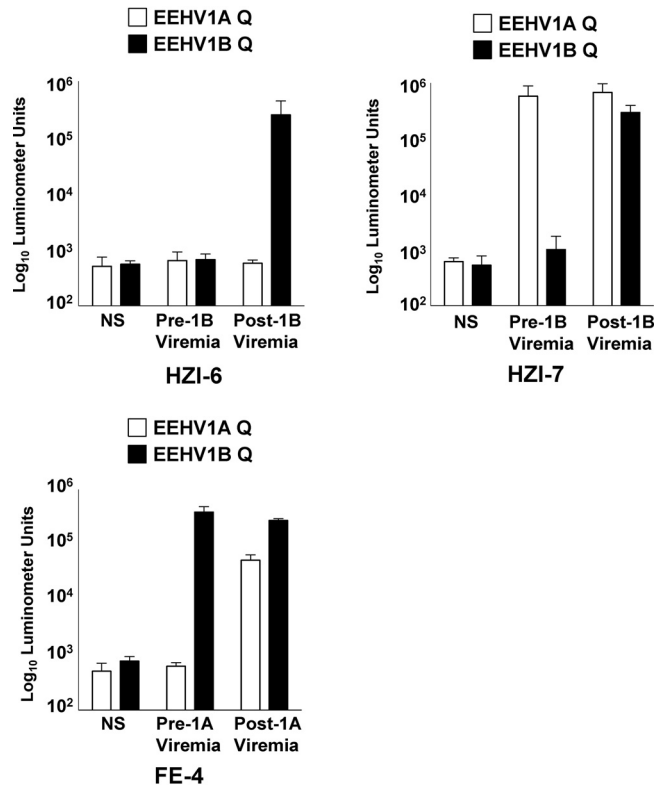 EEHV1A Q
EEHV1B Q
Log₁₀ Luminometer Units
10⁶
10⁵
10⁴
10³
10²
NS
Pre-1B
Viremia
Post-1B
Viremia
HZI-6
EEHV1A Q
EEHV1B Q
Log₁₀ Luminometer Units
10⁶
10⁵
10⁴
10³
10²
NS
Pre-1B
Viremia
Post-1B
Viremia
HZI-7
EEHV1A Q
EEHV1B Q
Log₁₀ Luminometer Units
10⁶
10⁵
10⁴
10³
10²
NS
Pre-1A
Viremia
Post-1A
Viremia
FE-4